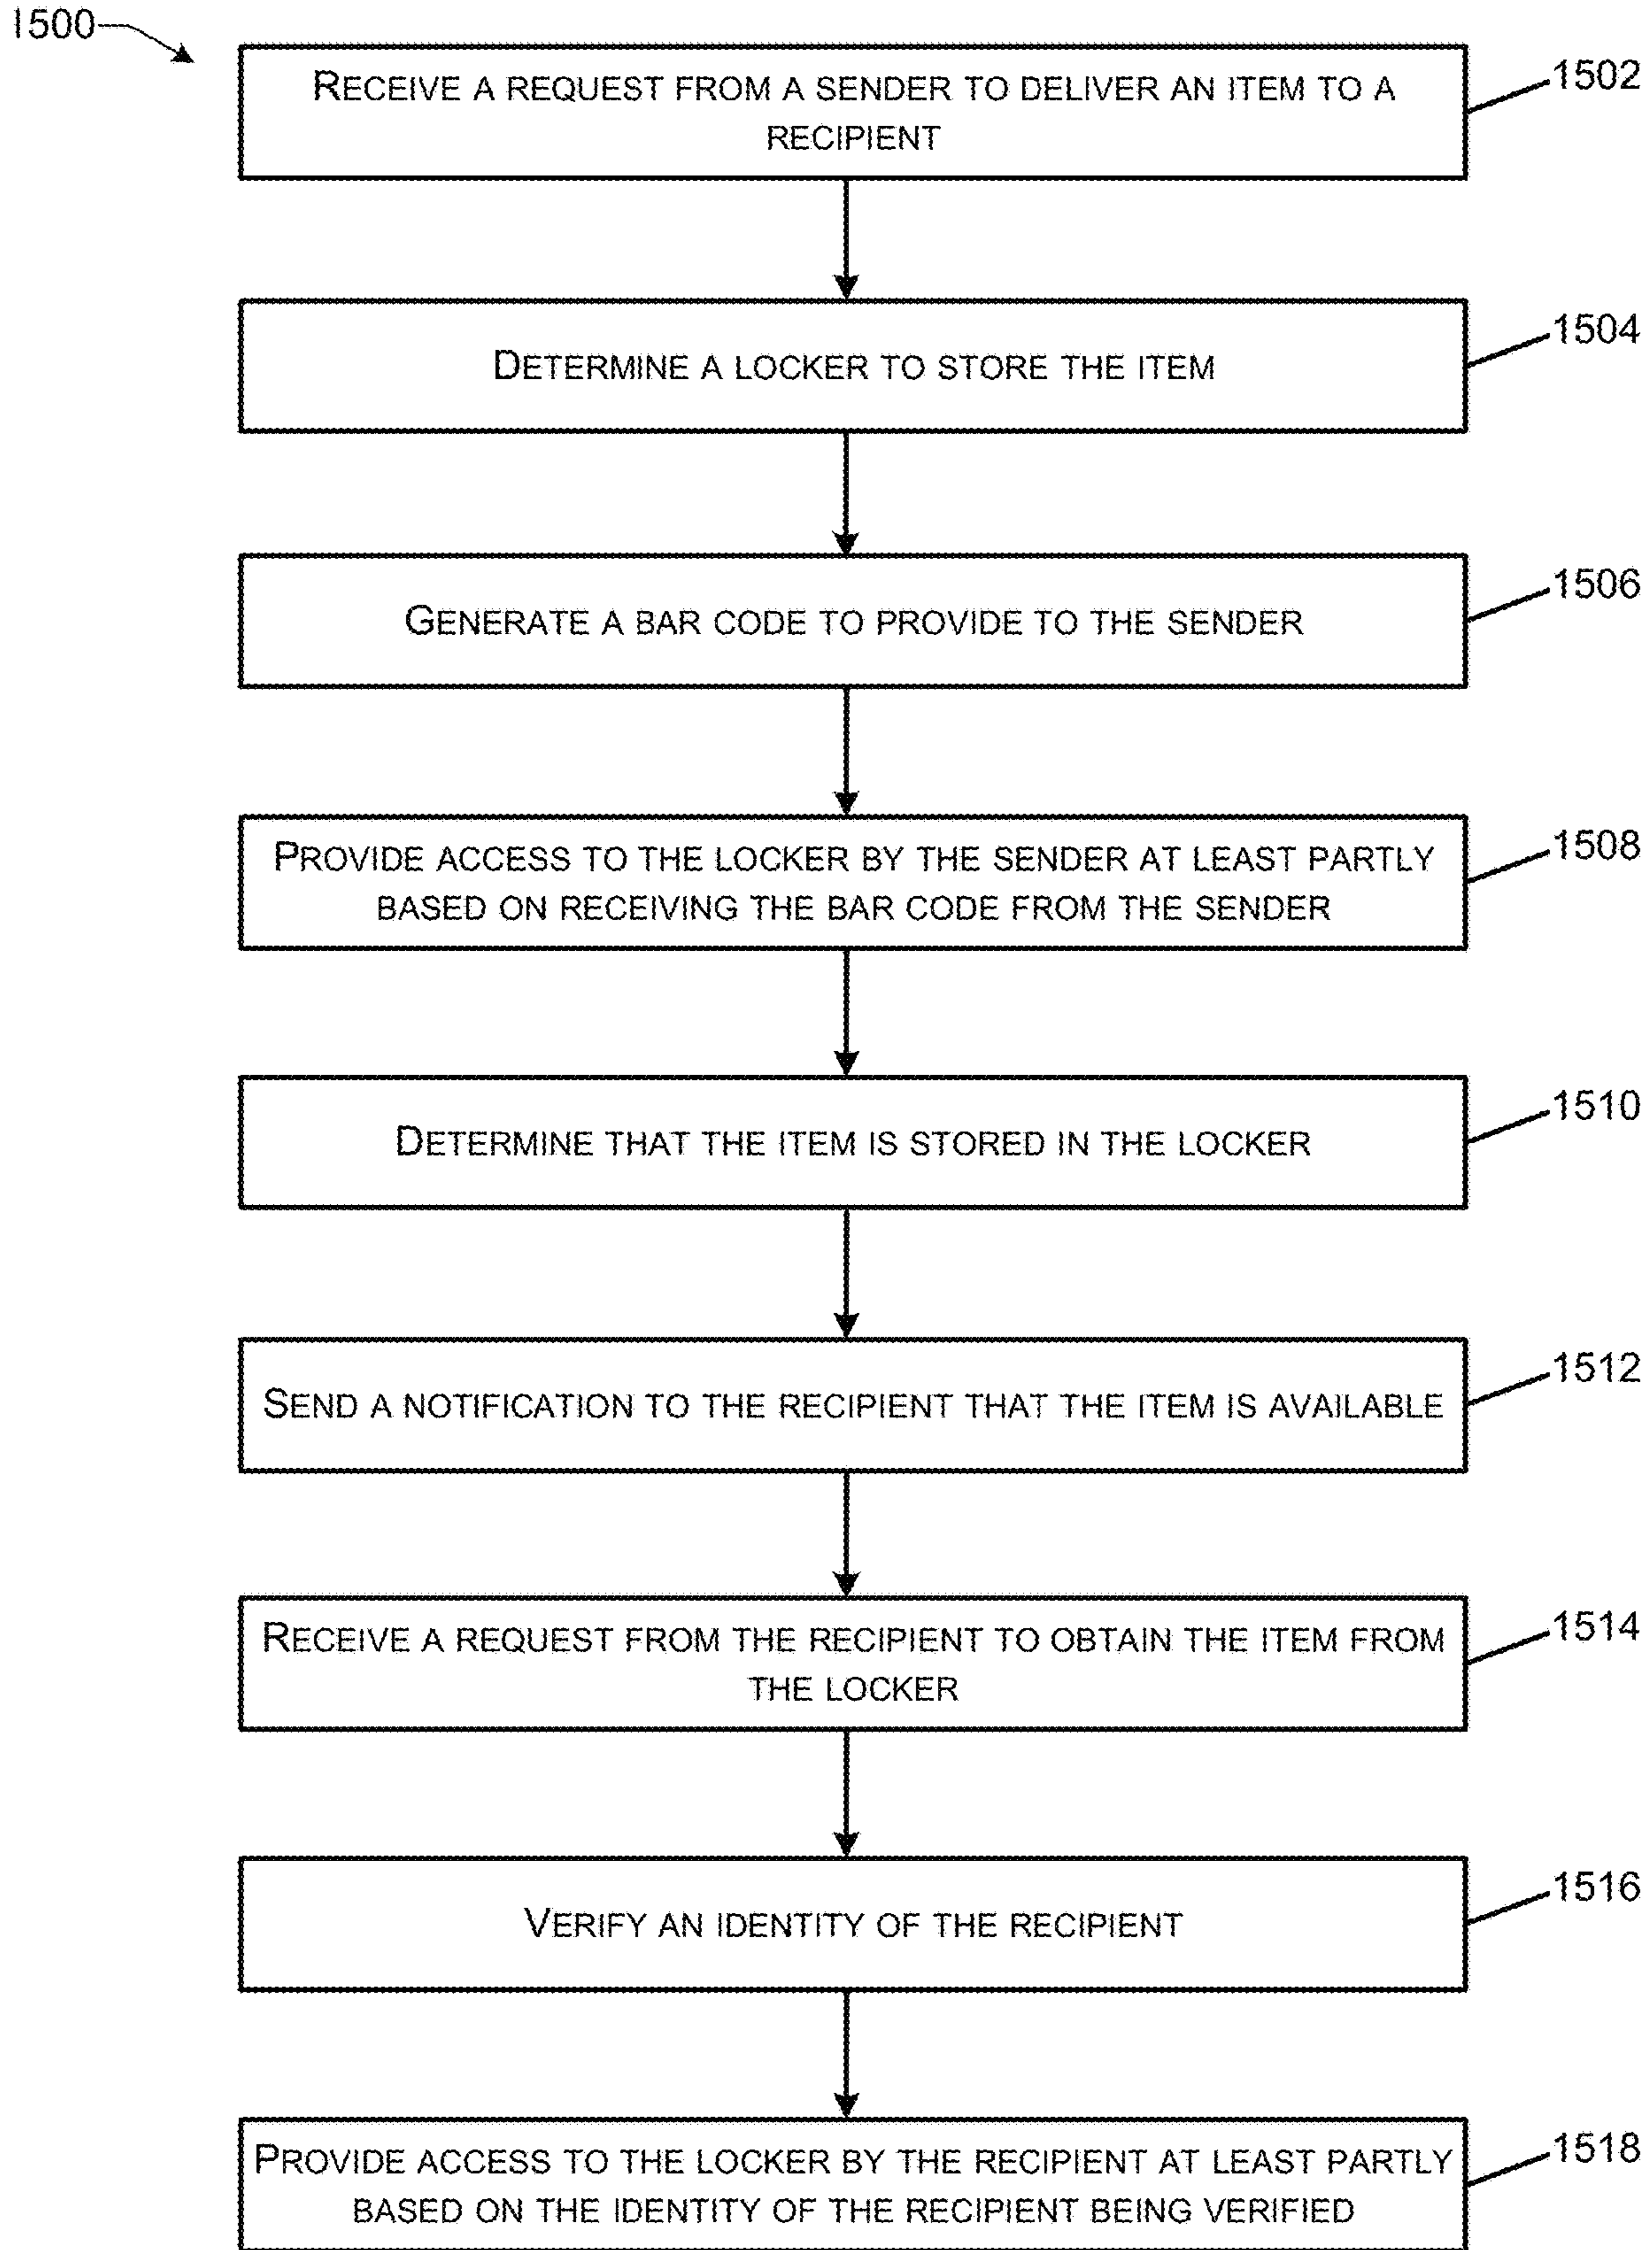 1500
RECEIVE A REQUEST FROM A SENDER TO DELIVER AN ITEM TO A
RECIPIENT
1502
DETERMINE A LOCKER TO STORE THE ITEM
1504
GENERATE A BAR CODE TO PROVIDE TO THE SENDER
1506
PROVIDE ACCESS TO THE LOCKER BY THE SENDER AT LEAST PARTLY
BASED ON RECEIVING THE BAR CODE FROM THE SENDER
1508
DETERMINE THAT THE ITEM IS STORED IN THE LOCKER
1510
SEND A NOTIFICATION TO THE RECIPIENT THAT THE ITEM IS AVAILABLE
1512
RECEIVE A REQUEST FROM THE RECIPIENT TO OBTAIN THE ITEM FROM
THE LOCKER
1514
VERIFY AN IDENTITY OF THE RECIPIENT
1516
PROVIDE ACCESS TO THE LOCKER BY THE RECIPIENT AT LEAST PARTLY
BASED ON THE IDENTITY OF THE RECIPIENT BEING VERIFIED
1518